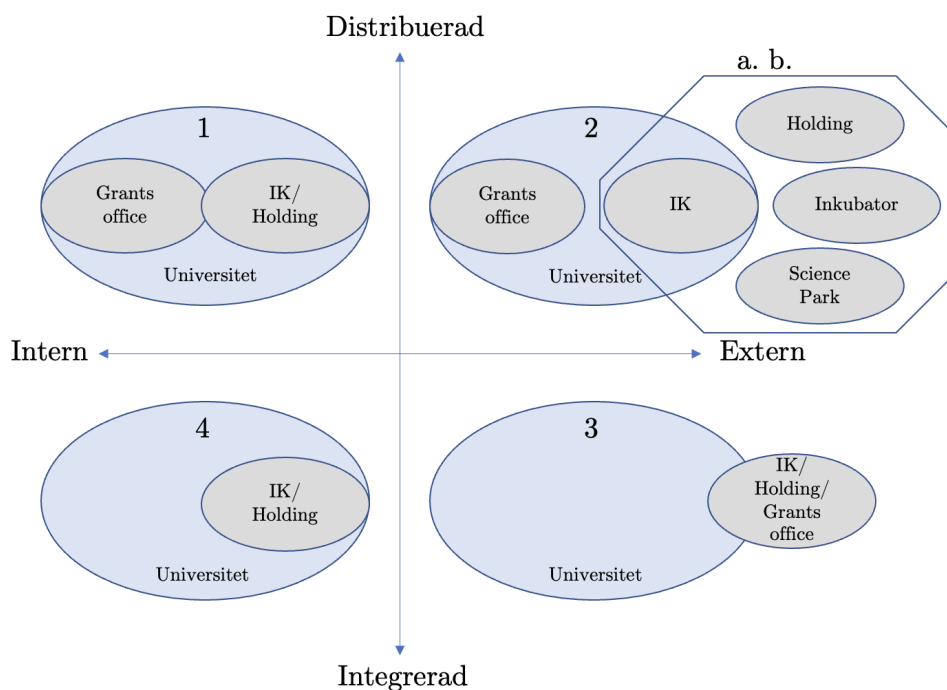 Distribuerad
a. b.
1
Grants
office
IK/
Holding
Universitet
2
Grants
office
IK
Universitet
Holding
Inkubator
Science
Park
Intern
Extern
4
IK/
Holding
Universitet
3
IK/
Holding/
Grants
office
Universitet
Integrerad